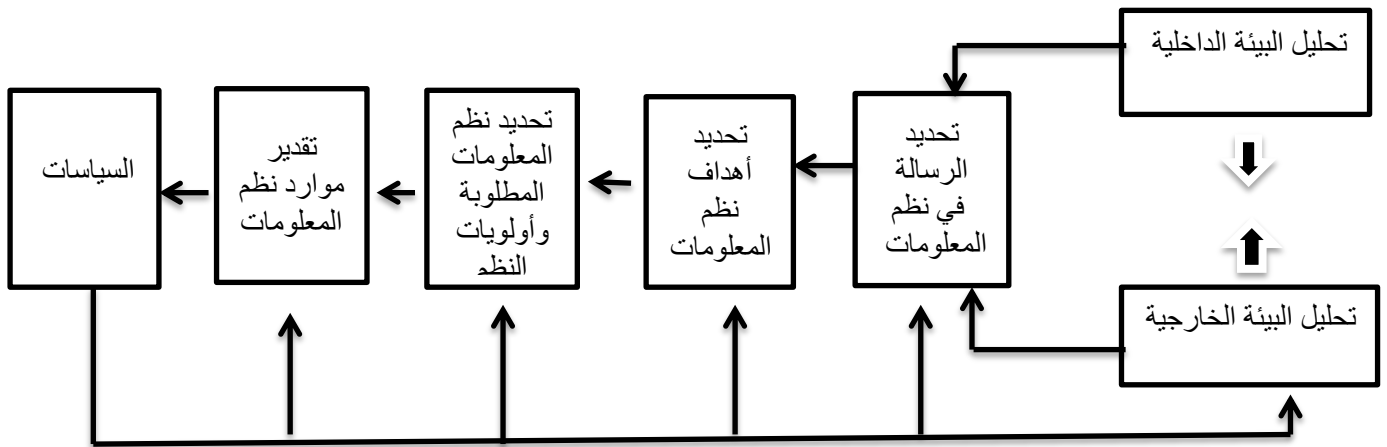 تحليل البيئة الداخلية
تحديد
الرسالة
في نظم
المعلومات
تحديد
أهداف
نظم
المعلومات
تحديد نظم
المعلومات
المطلوبة
وأولويات
النظم
تقدير
موارد نظم
المعلومات
السياسات
تحليل البيئة الخارجية